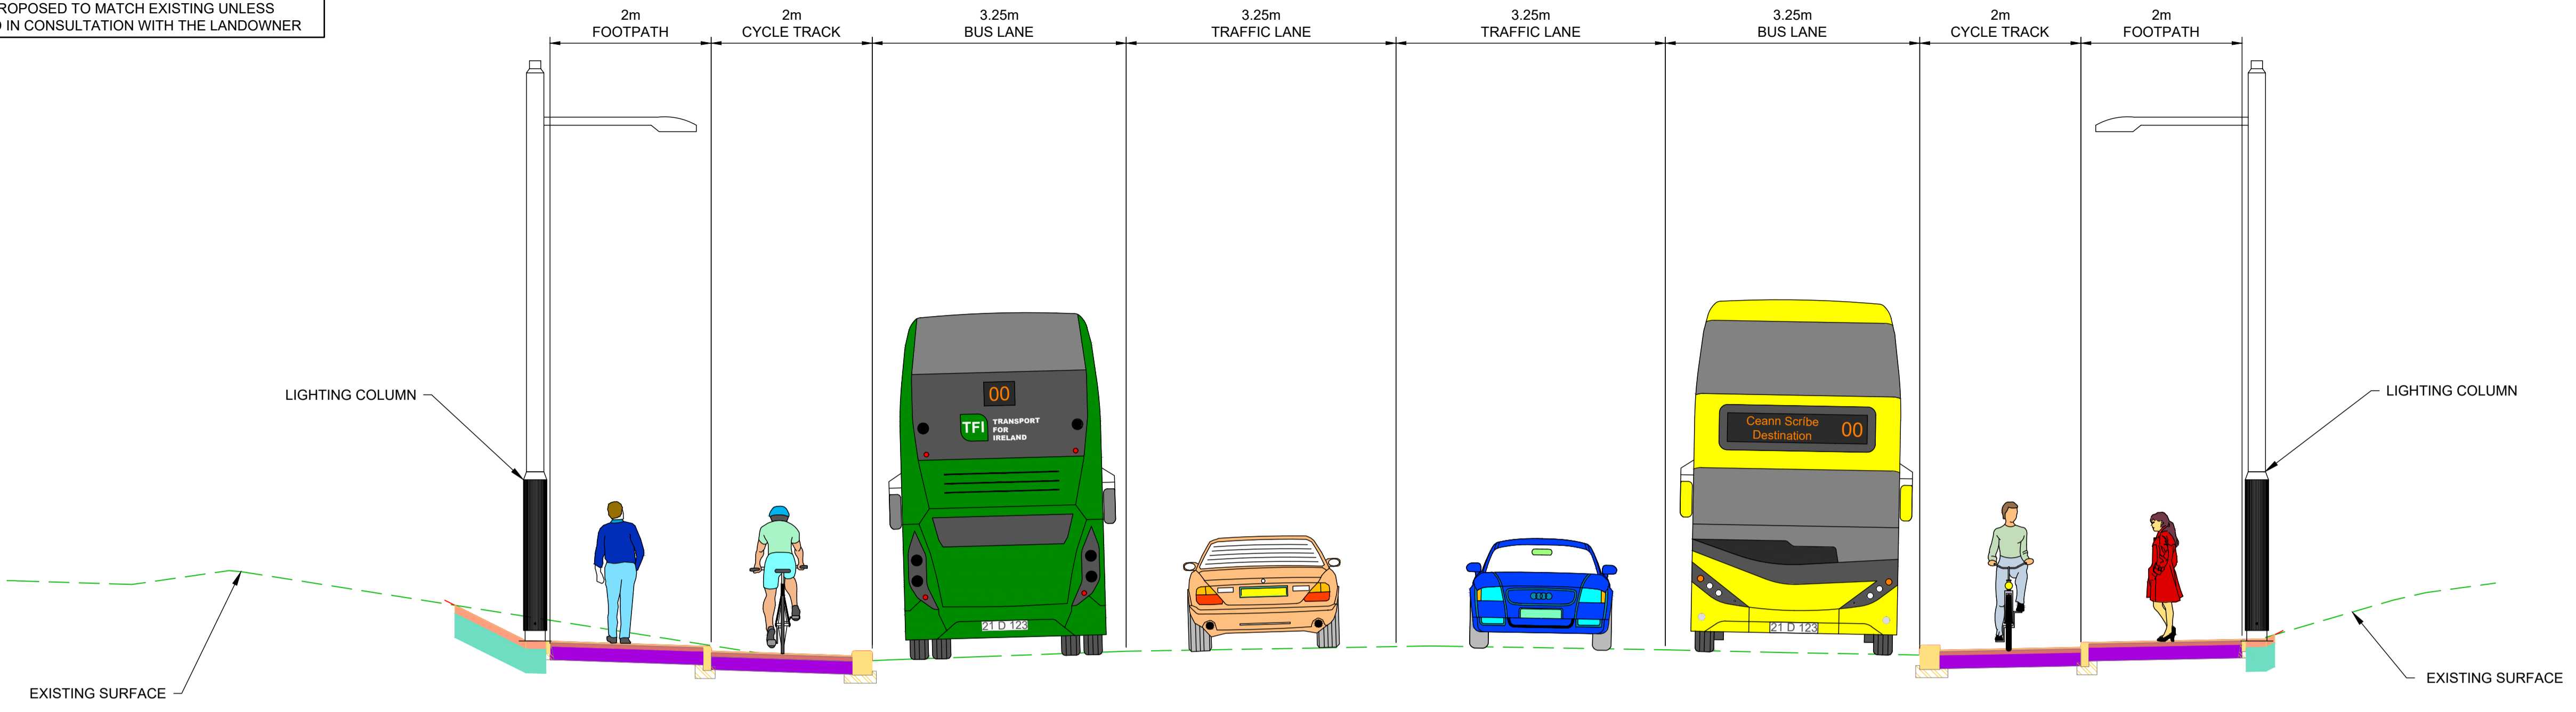 ROPOSED TO MATCH EXISTING UNLESS
IN CONSULTATION WITH THE LANDOWNER
2m
FOOTPATH
2m
CYCLE TRACK
3.25m
BUS LANE
3.25m
TRAFFIC LANE
3.25m
TRAFFIC LANE
3.25m
BUS LANE
2m
CYCLE TRACK
2m
FOOTPATH
LIGHTING COLUMN
00
TFI
TRANSPORT
FOR
IRELAND
21 D 123
Ceann Scríbe
Destination
00
21 D 123
LIGHTING COLUMN
EXISTING SURFACE
EXISTING SURFACE